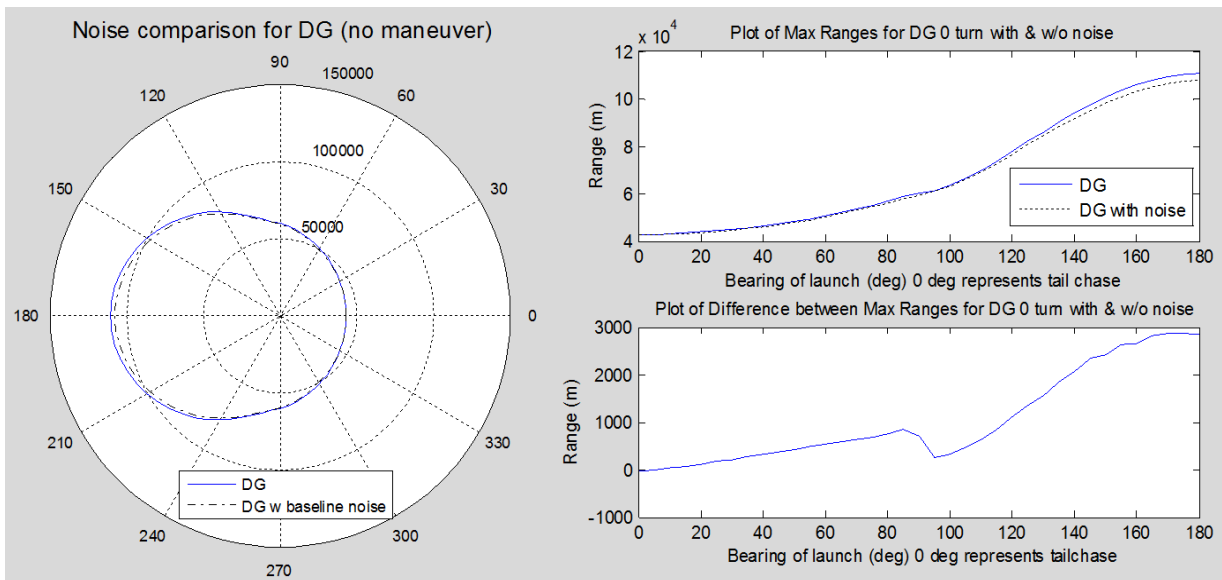 Noise comparison for DG (no maneuver)
90
150000
120
60
100000
150
30
50000
180
0
210
330
240
300
270
DG
DG w baseline noise
Plot of Max Ranges for DG 0 turn with & w/o noise
x 10^4
12
10
8
6
4
Range (m)
DG
DG with noise
0 20 40 60 80 100 120 140 160 180
Bearing of launch (deg) 0 deg represents tail chase
Plot of Difference between Max Ranges for DG 0 turn with & w/o noise
3000
2000
1000
0
-1000
Range (m)
0 20 40 60 80 100 120 140 160 180
Bearing of launch (deg) 0 deg represents tailchase